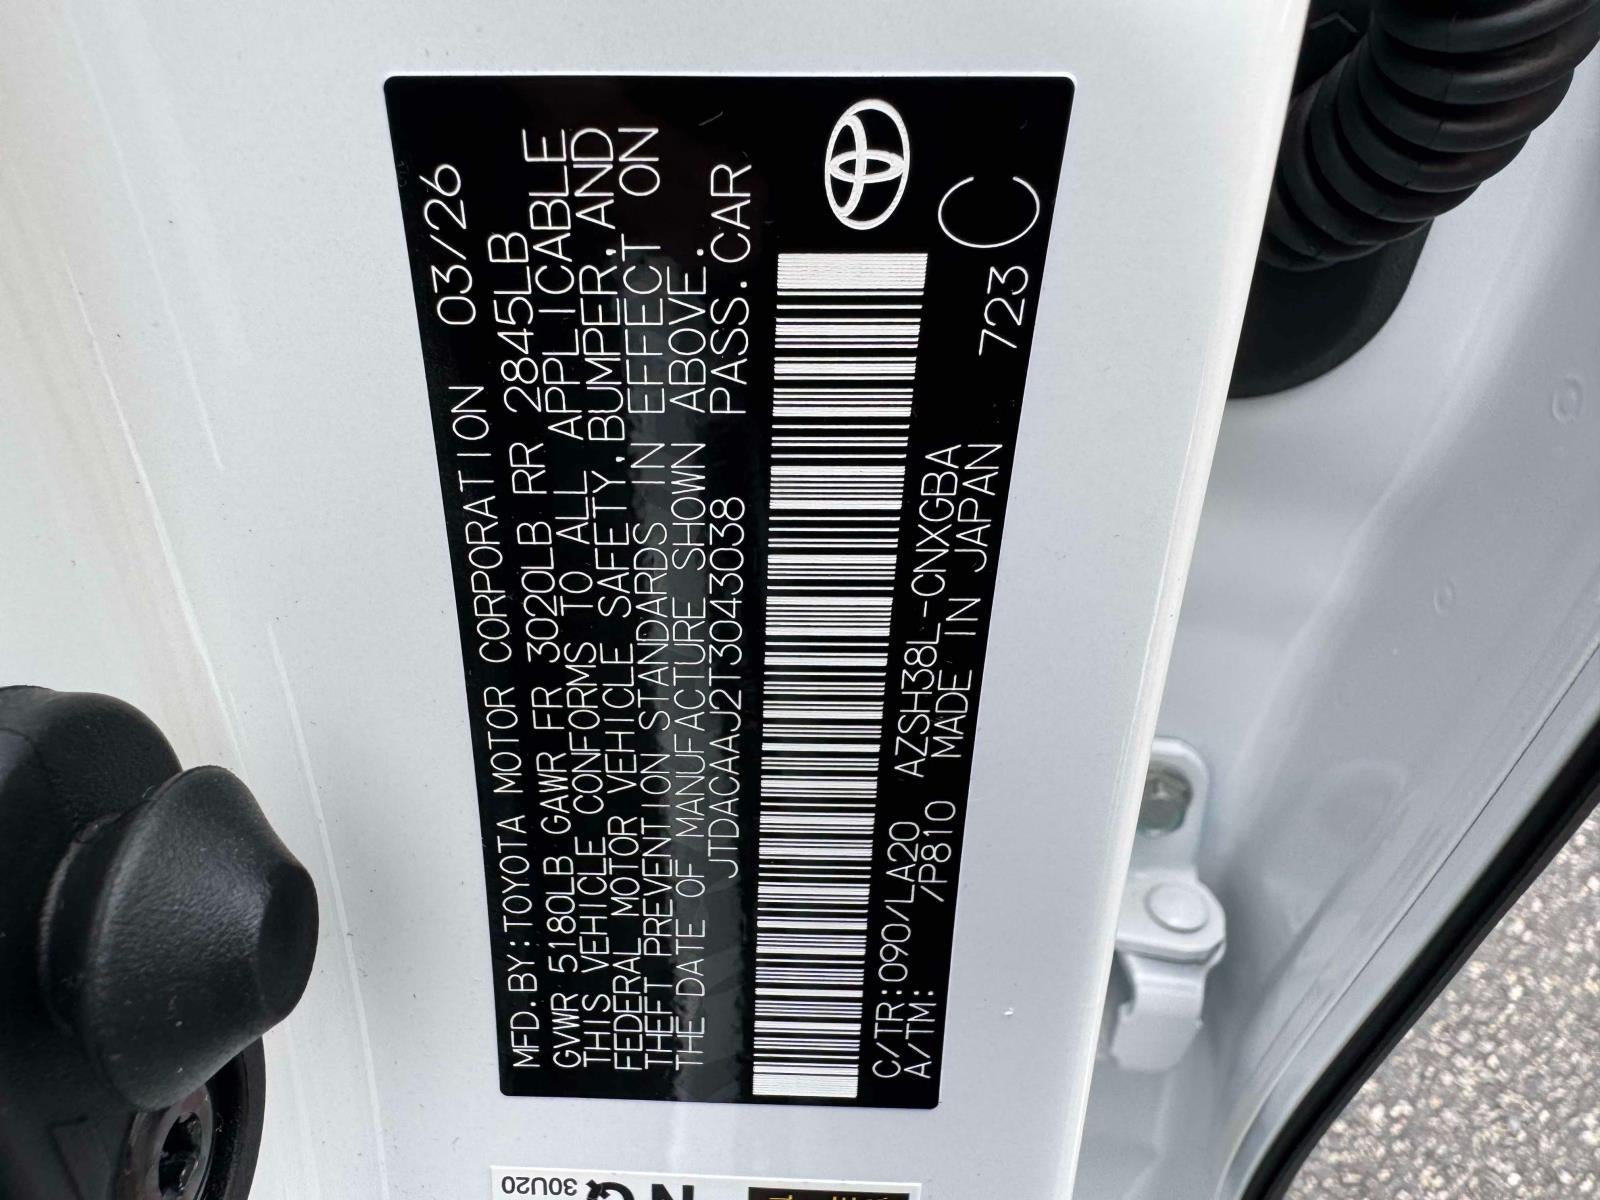 MFD.BY:TOYOTA MOTOR CORPORATION 03/26
GVWR 5180LB GAWR FR 3020LB RR 2845LB
THIS VEHICLE CONFORMS TO ALL APPLICABLE
FEDERAL MOTOR VEHICLE SAFETY,BUMPER,AND
THEFT PREVENTION STANDARDS IN EFFECT ON
THE DATE OF MANUFACTURE SHOWN ABOVE.
JTDACAAJ2T3043038 PASS.CAR
C/TR:090/LA20 AZSH38L-CNXGBA 723 C
A/TM: /P810 MADE IN JAPAN
30U20